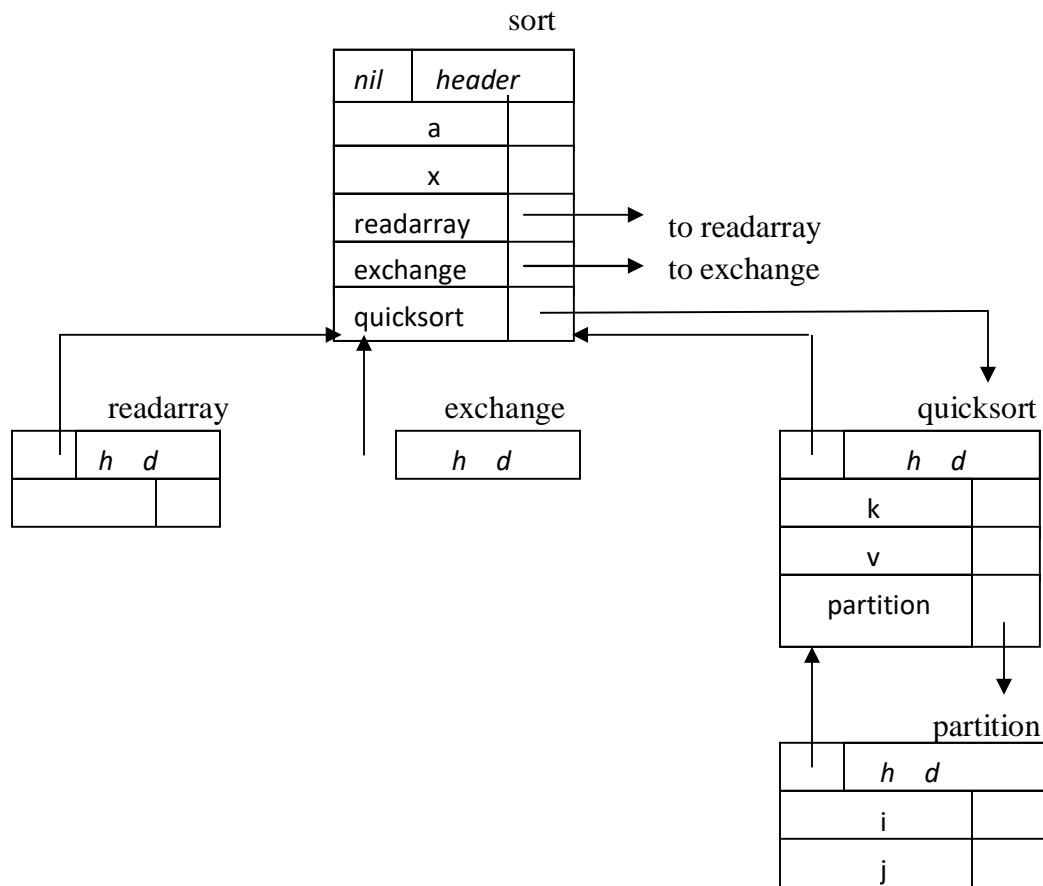 sort
nil header
a
x
readarray
to readarray
exchange
to exchange
quicksort
readarray
exchange
quicksort
h d
h d
h d
k
v
partition
partition
h d
i
j